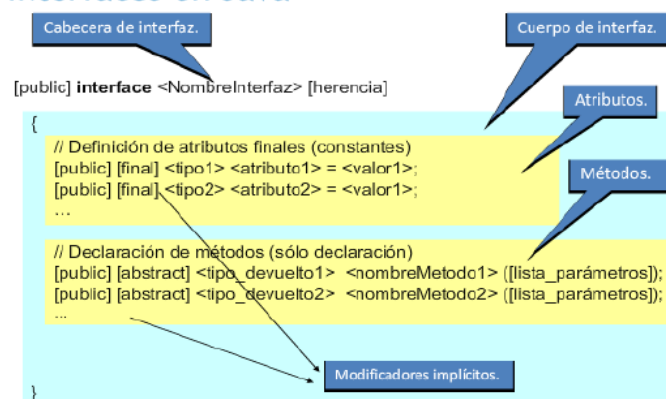 Cabecera de interfaz.
Cuerpo de interfaz.
[public] interface <NombreInterfaz> [herencia]
Atributos.
{
// Definición de atributos finales (constantes)
[public] [final] <tipo1> <atributo1> = <valor1>;
[public] [final] <tipo2> <atributo2> = <valor1>;
...
Métodos.
// Declaración de métodos (sólo declaración)
[public] [abstract] <tipo_devuelto1> <nombreMetodo1> ([lista_parámetros]);
[public] [abstract] <tipo_devuelto2> <nombreMetodo2> ([lista_parámetros]);
...
Modificadores implícitos.
}